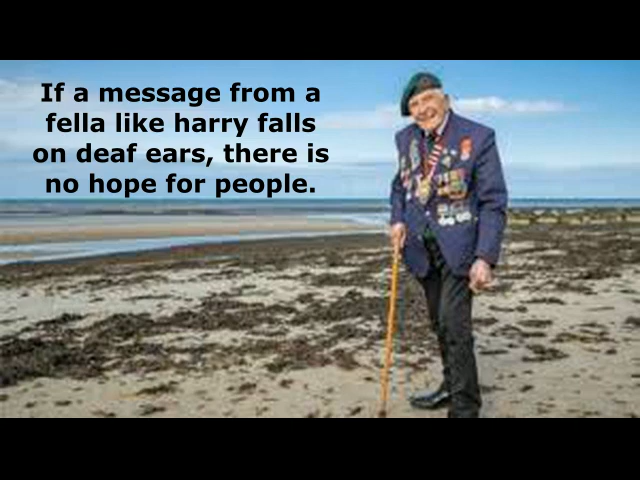 If a message from a
fella like harry falls
on deaf ears, there is
no hope for people.